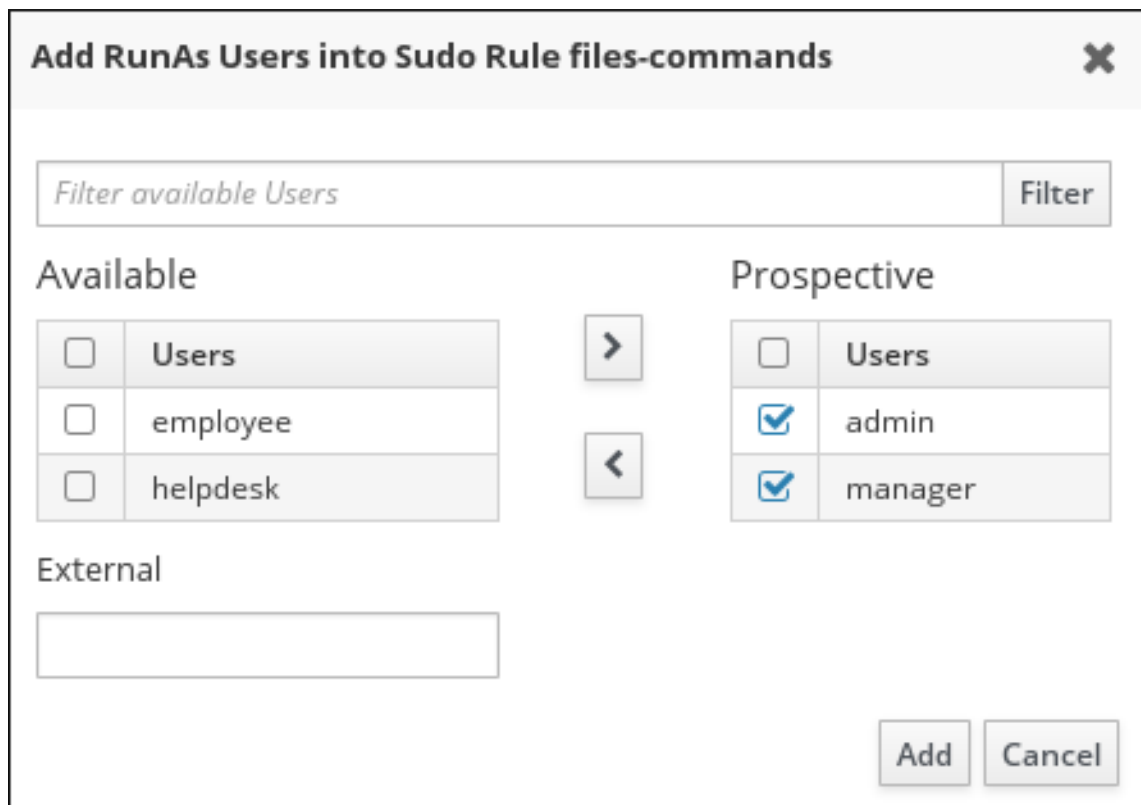 Add RunAs Users into Sudo Rule files-commands
Filter available Users
Filter
Available
Prospective
Users
Users
employee
admin
helpdesk
manager
External
Add
Cancel